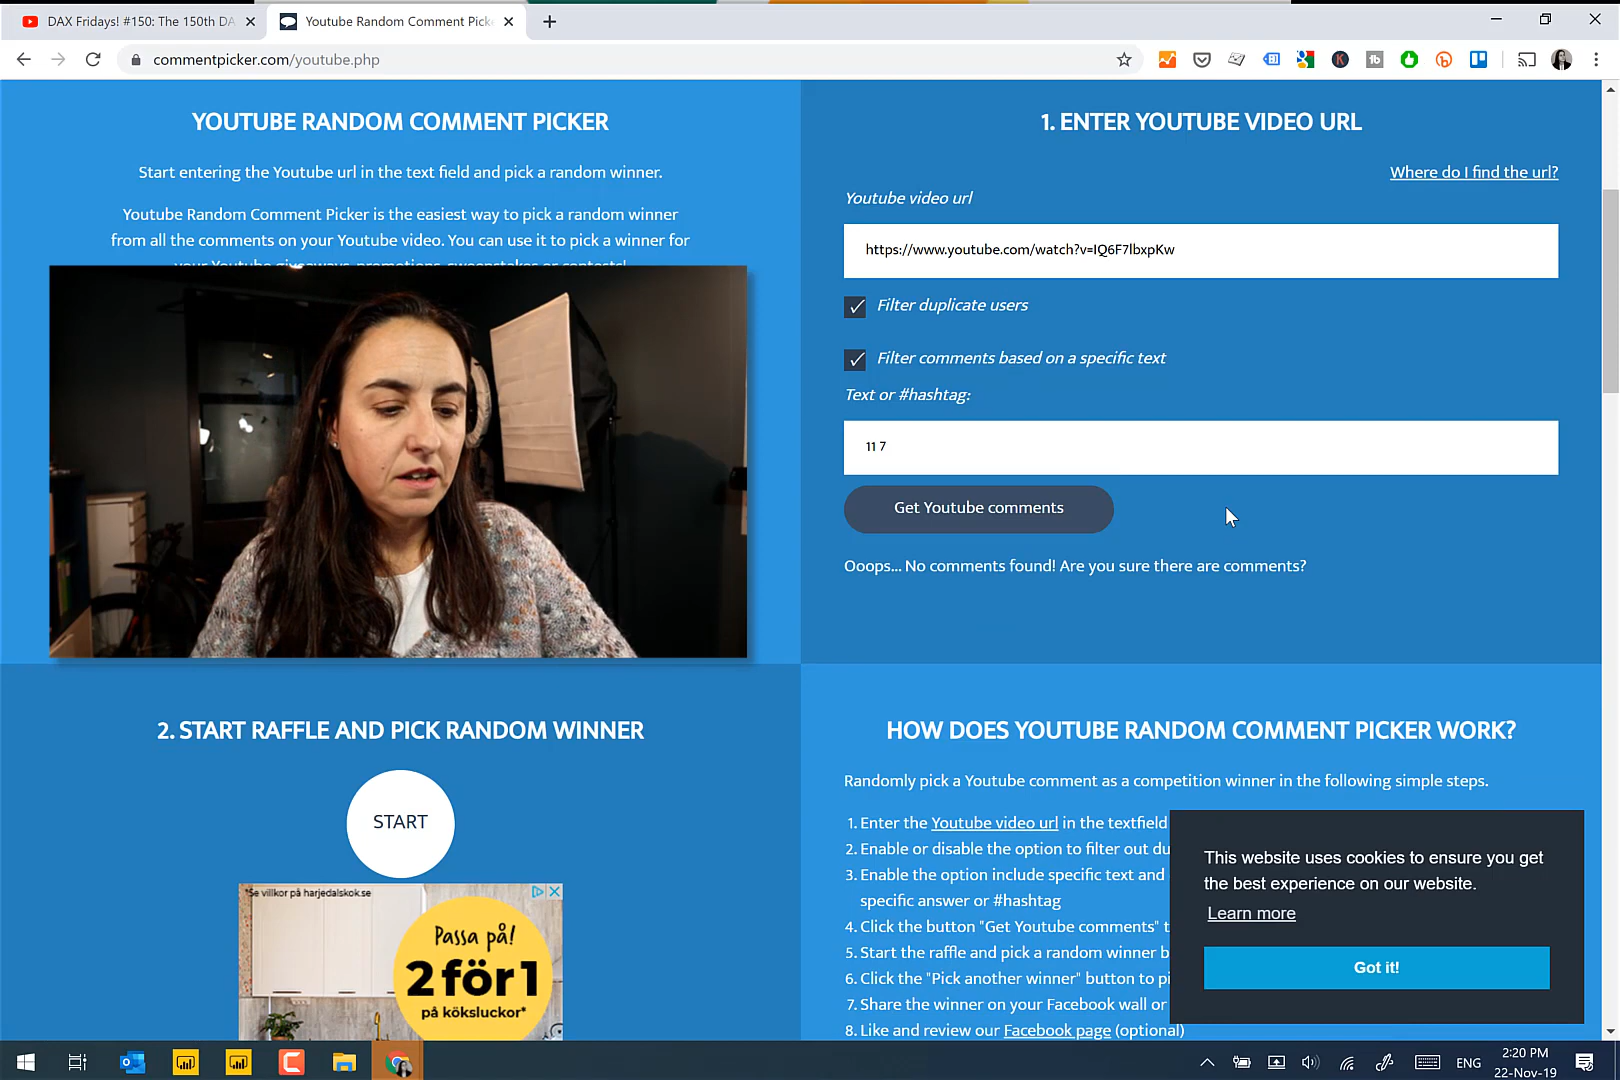 DAX Fridays! #150: The 150th DA
Youtube Random Comment Pick
commentpicker.com/youtube.php
YOUTUBE RANDOM COMMENT PICKER
Start entering the Youtube url in the text field and pick a random winner.
Youtube Random Comment Picker is the easiest way to pick a random winner
from all the comments on your Youtube video. You can use it to pick a winner for
your Youtube giveaways, promotions, sweepstakes or contests!
1. ENTER YOUTUBE VIDEO URL
Where do I find the url?
Youtube video url
https://www.youtube.com/watch?v=IQ6F7lbxpKw
Filter duplicate users
Filter comments based on a specific text
Text or #hashtag:
11 7
Get Youtube comments
Ooops... No comments found! Are you sure there are comments?
2. START RAFFLE AND PICK RANDOM WINNER
START
*Se villkor på harjedalskok.se
Passa på!
2 för 1
på köksluckor*
HOW DOES YOUTUBE RANDOM COMMENT PICKER WORK?
Randomly pick a Youtube comment as a competition winner in the following simple steps.
1. Enter the Youtube video url in the textfield
2. Enable or disable the option to filter out du
3. Enable the option include specific text and
specific answer or #hashtag
4. Click the button "Get Youtube comments" t
5. Start the raffle and pick a random winner b
6. Click the "Pick another winner" button to pi
7. Share the winner on your Facebook wall or
8. Like and review our Facebook page (optional)
This website uses cookies to ensure you get
the best experience on our website.
Learn more
Got it!
ENG
2:20 PM
22-Nov-19